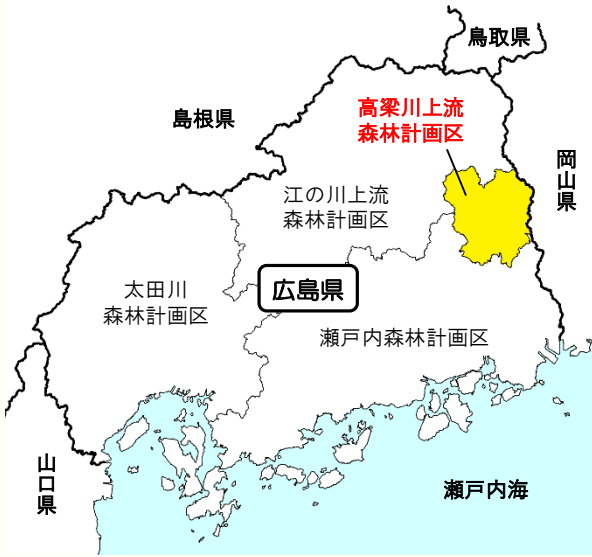 鳥取県
島根県
高梁川上流
森林計画区
岡山県
江の川上流
森林計画区
広島県
太田川
森林計画区
瀬戸内森林計画区
山口県
瀬戸内海